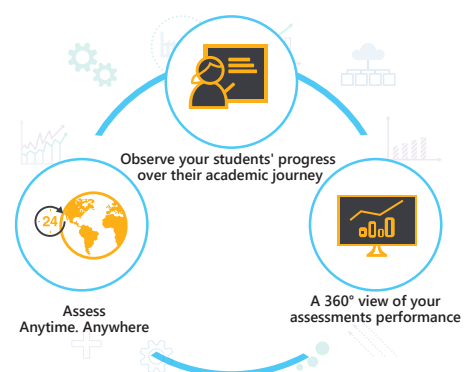 Observe your students' progress
over their academic journey
24
Assess
Anytime. Anywhere
A 360° view of your
assessments performance